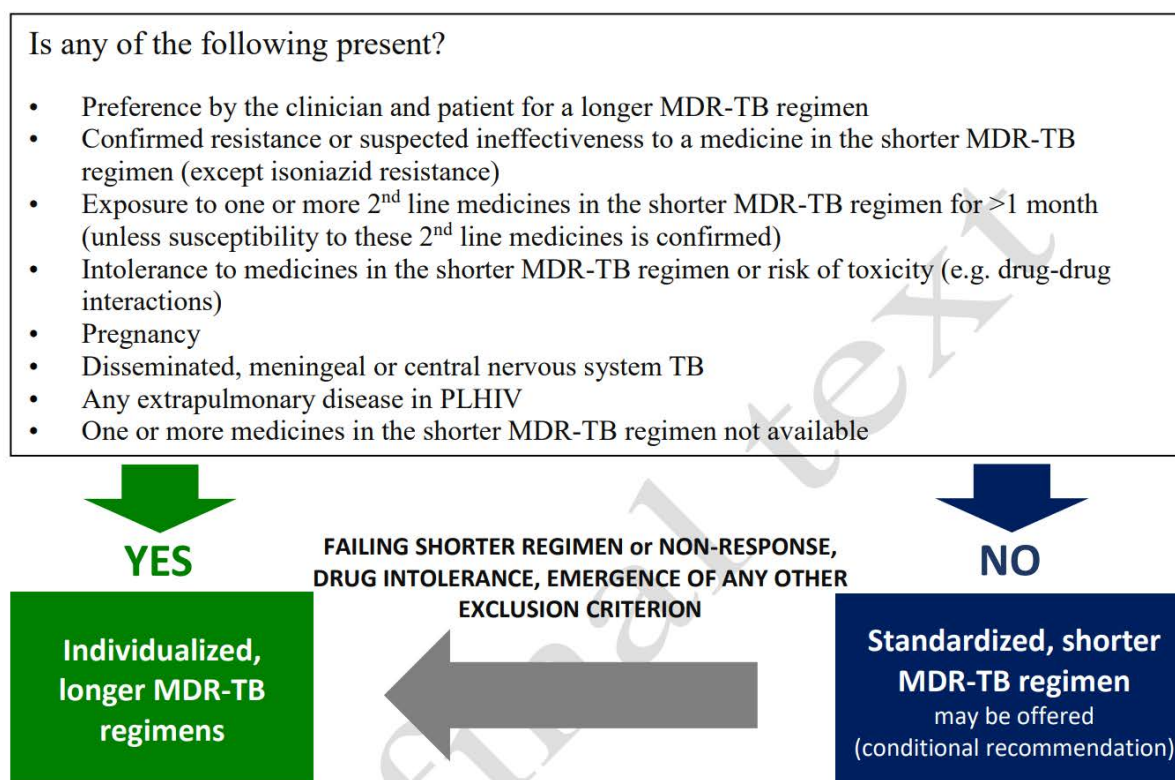 Is any of the following present?
• Preference by the clinician and patient for a longer MDR-TB regimen
• Confirmed resistance or suspected ineffectiveness to a medicine in the shorter MDR-TB
regimen (except isoniazid resistance)
• Exposure to one or more 2nd line medicines in the shorter MDR-TB regimen for >1 month
(unless susceptibility to these 2nd line medicines is confirmed)
• Intolerance to medicines in the shorter MDR-TB regimen or risk of toxicity (e.g. drug-drug
interactions)
• Pregnancy
• Disseminated, meningeal or central nervous system TB
• Any extrapulmonary disease in PLHIV
• One or more medicines in the shorter MDR-TB regimen not available
YES
FAILING SHORTER REGIMEN or NON-RESPONSE,
DRUG INTOLERANCE, EMERGENCE OF ANY OTHER
EXCLUSION CRITERION
NO
Individualized,
longer MDR-TB
regimens
Standardized, shorter
MDR-TB regimen
may be offered
(conditional recommendation)
final text